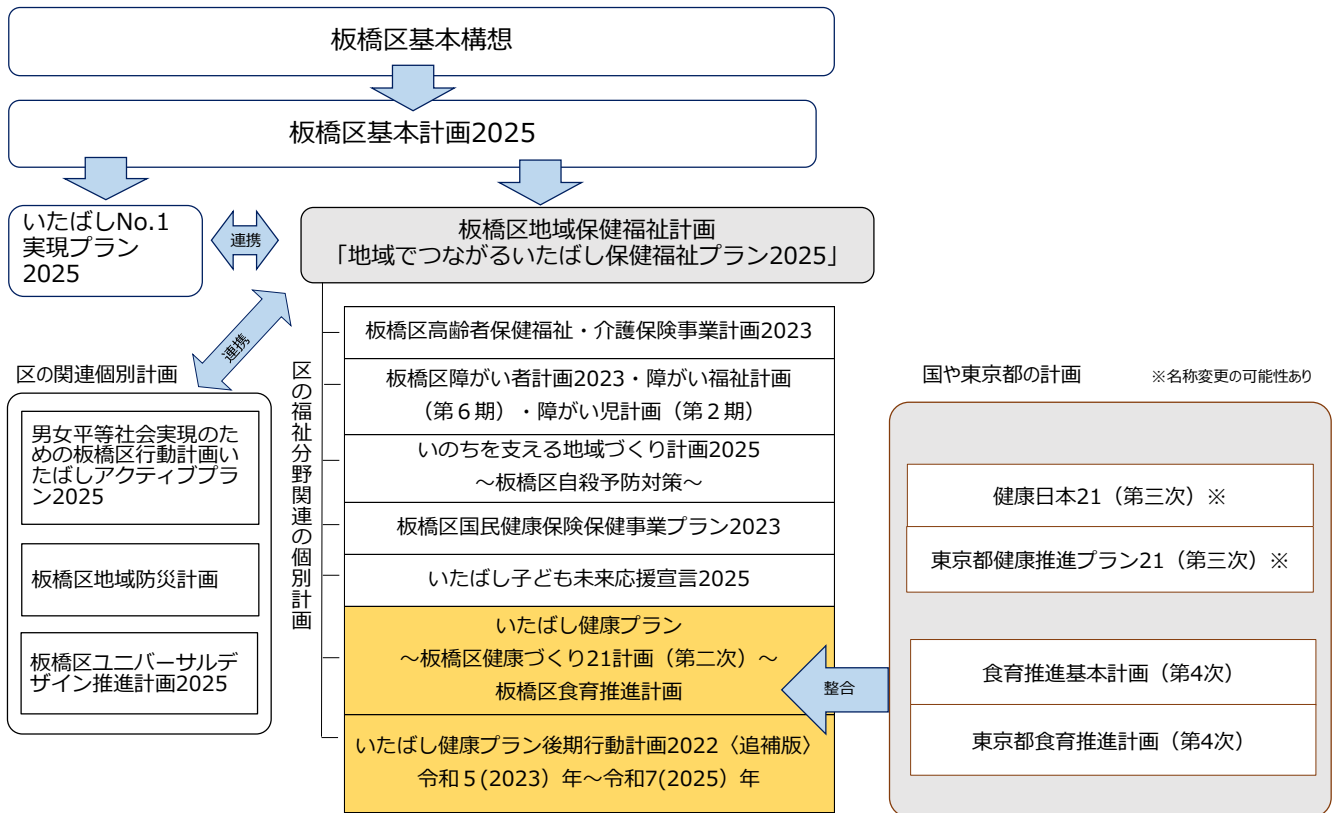 板橋区基本構想
板橋区基本計画2025
いたばしNo.1
実現プラン
2025
連携
板橋区地域保健福祉計画
「地域でつながるいたばし保健福祉プラン2025」
連携
区の関連個別計画
男女平等社会実現のた
めの板橋区行動計画い
たばしアクティブプラ
ン2025
板橋区地域防災計画
板橋区ユニバーサルデ
ザイン推進計画2025
区の福祉分野関連の個別計画
板橋区高齢者保健福祉・介護保険事業計画2023
板橋区障がい者計画2023・障がい福祉計画
（第６期）・障がい児計画（第２期）
いのちを支える地域づくり計画2025
～板橋区自殺予防対策～
板橋区国民健康保険保健事業プラン2023
いたばし子ども未来応援宣言2025
いたばし健康プラン
～板橋区健康づくり21計画（第二次）～
板橋区食育推進計画
いたばし健康プラン後期行動計画2022〈追補版〉
令和５(2023）年～令和7(2025）年
整合
国や東京都の計画
※名称変更の可能性あり
健康日本21（第三次）※
東京都健康推進プラン21（第三次）※
食育推進基本計画（第4次）
東京都食育推進計画（第4次）